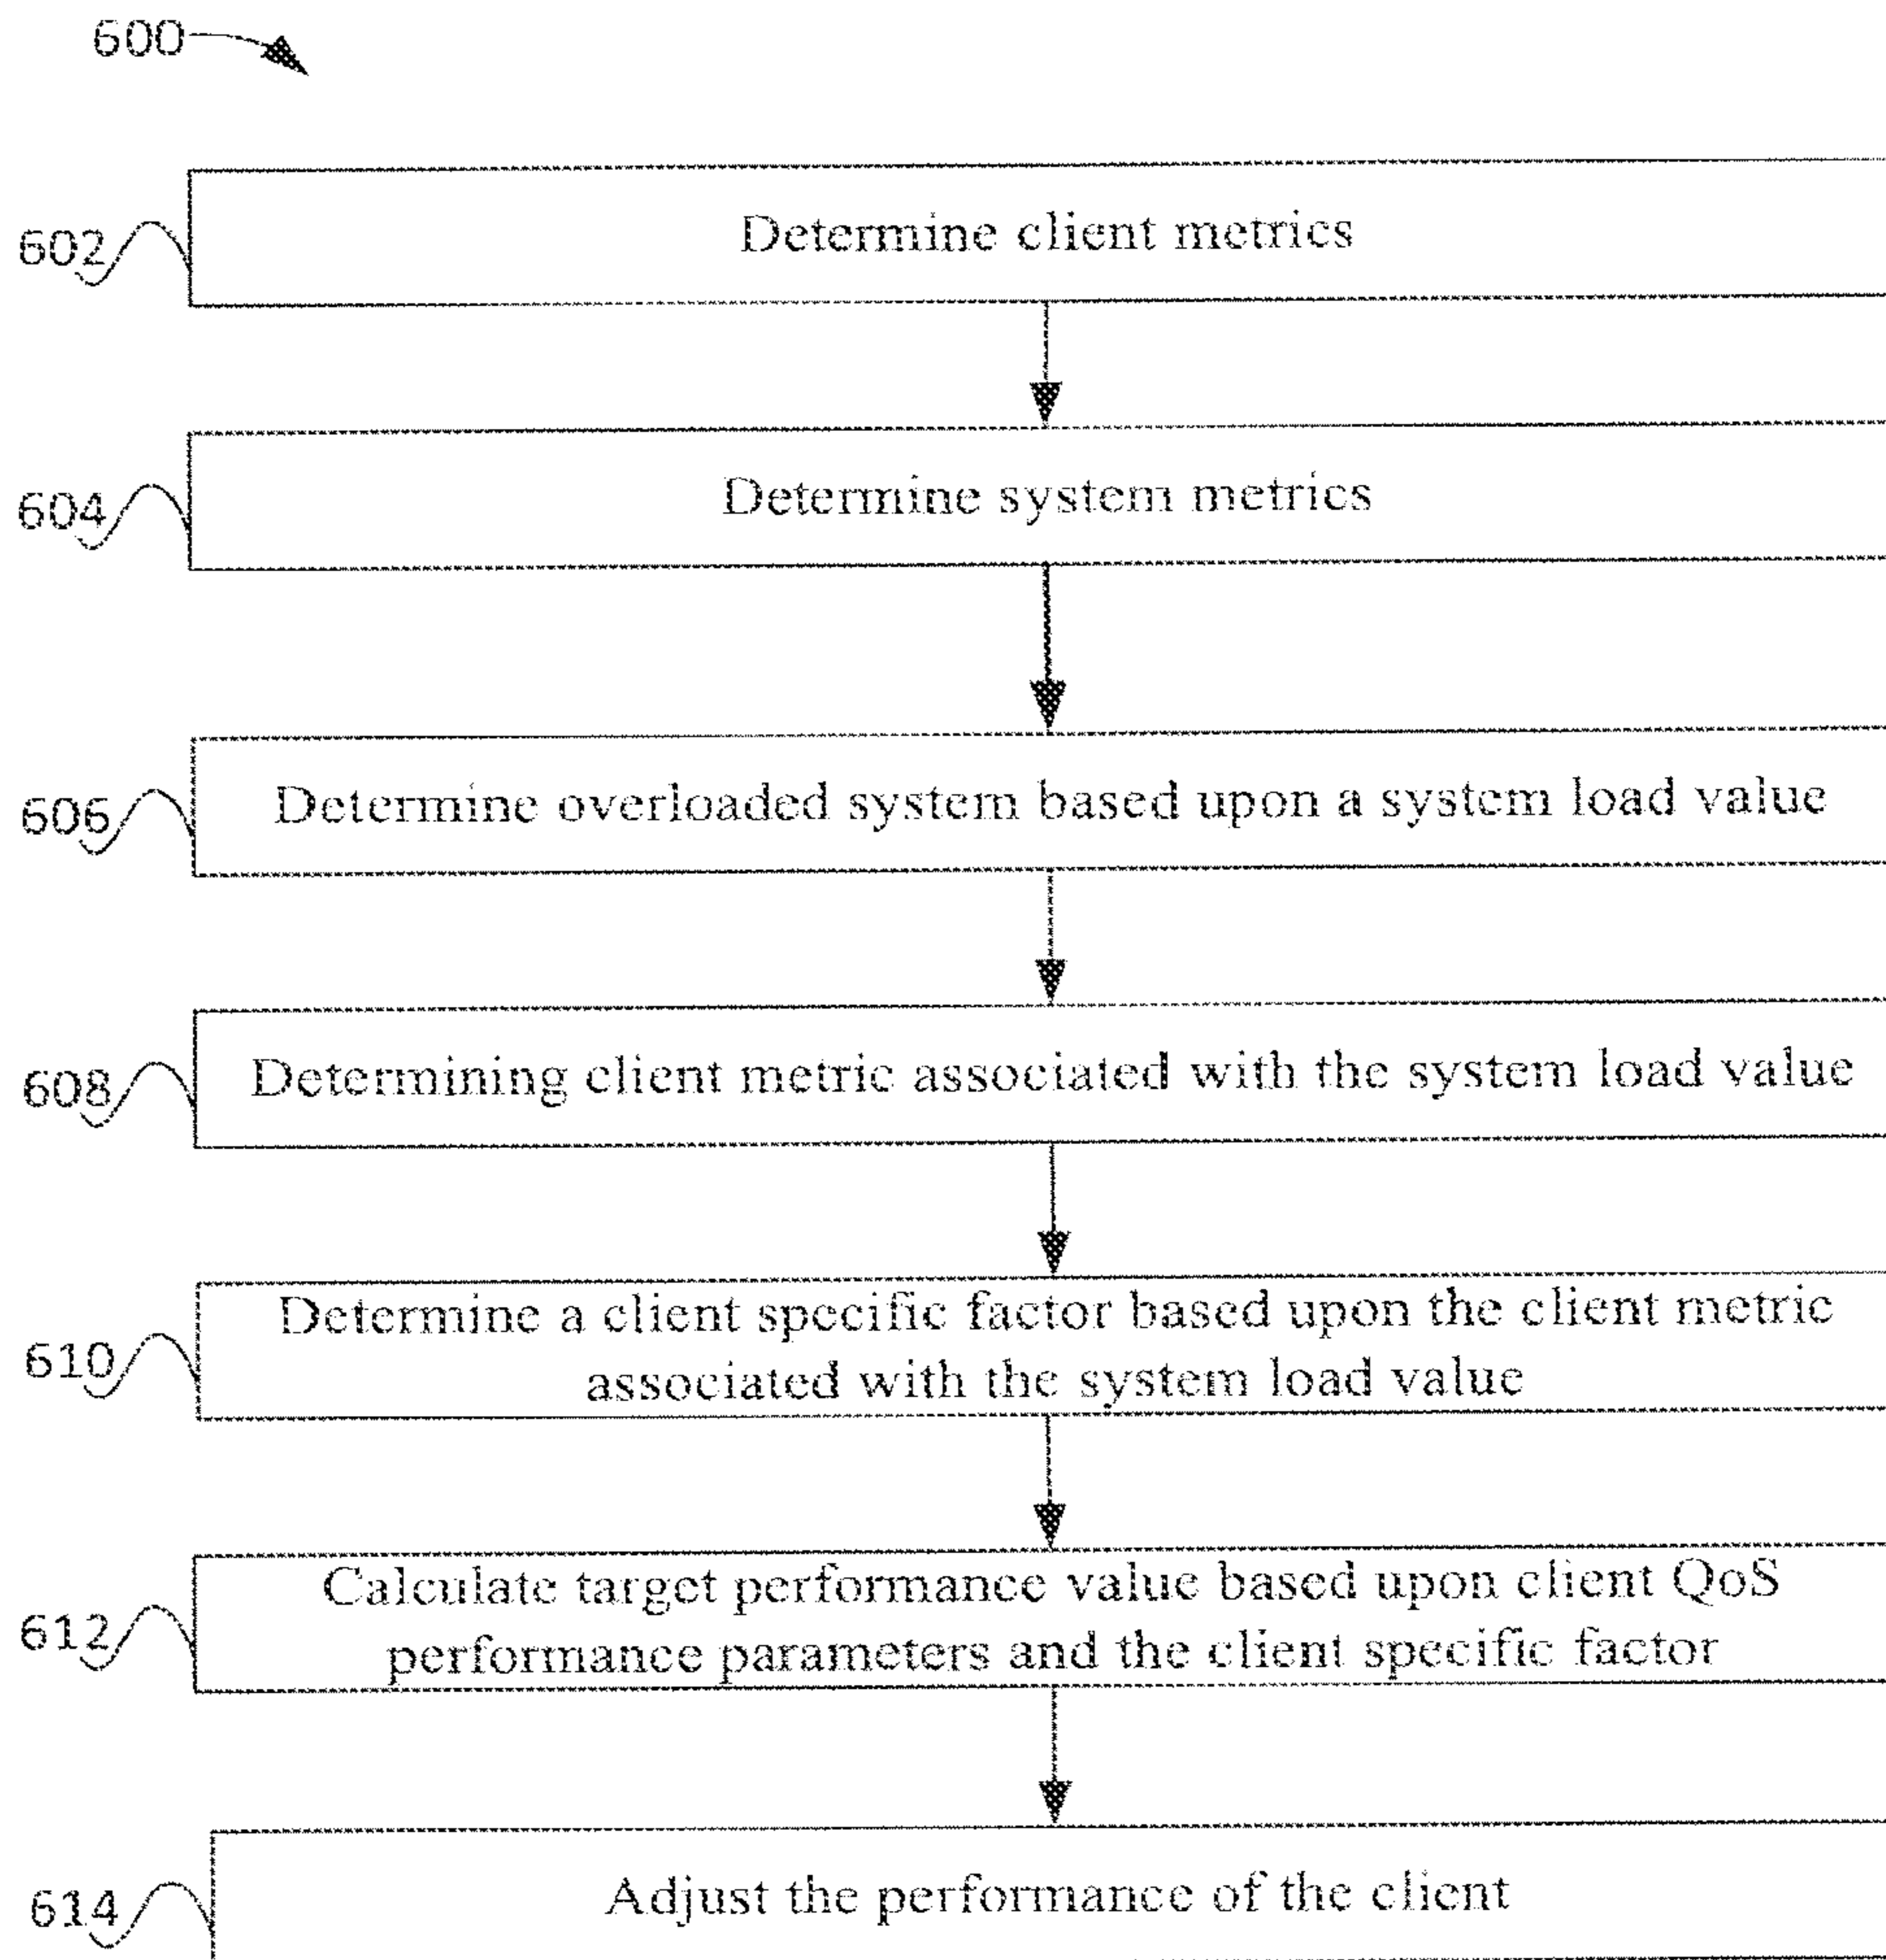 600
602
Determine client metrics
604
Determine system metrics
606
Determine overloaded system based upon a system load value
608
Determining client metric associated with the system load value
610
Determine a client specific factor based upon the client metric
associated with the system load value
612
Calculate target performance value based upon client QoS
performance parameters and the client specific factor
614
Adjust the performance of the client